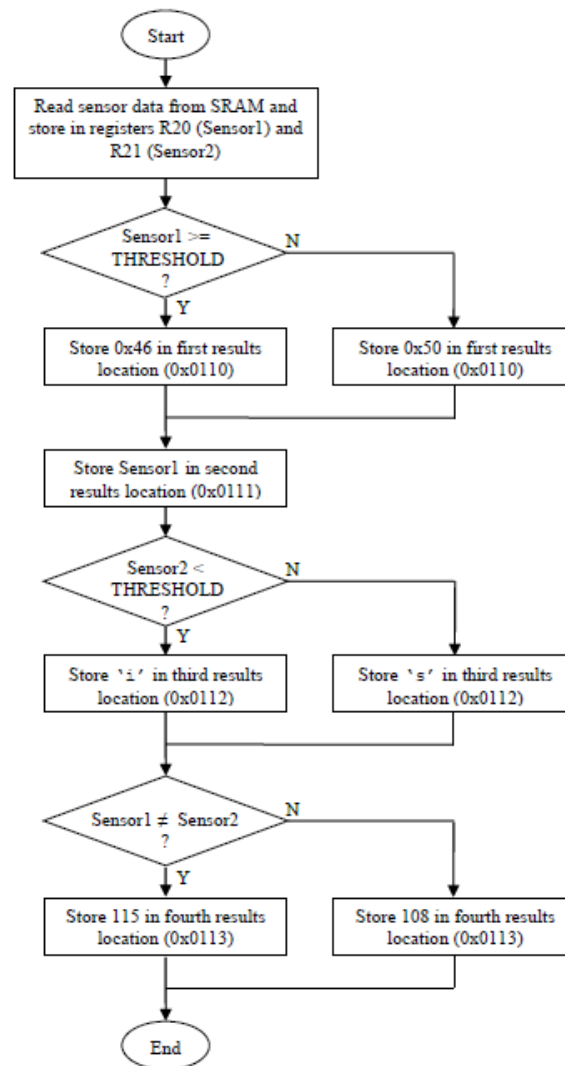 Start
Read sensor data from SRAM and
store in registers R20 (Sensor1) and
R21 (Sensor2)
Sensor1 >=
THRESHOLD
?
N
Y
Store 0x46 in first results
location (0x0110)
Store 0x50 in first results
location (0x0110)
Store Sensor1 in second
results location (0x0111)
Sensor2 <
THRESHOLD
?
N
Y
Store ‘i’ in third results
location (0x0112)
Store ‘s’ in third results
location (0x0112)
Sensor1 ≠ Sensor2
?
N
Y
Store 115 in fourth results
location (0x0113)
Store 108 in fourth results
location (0x0113)
End